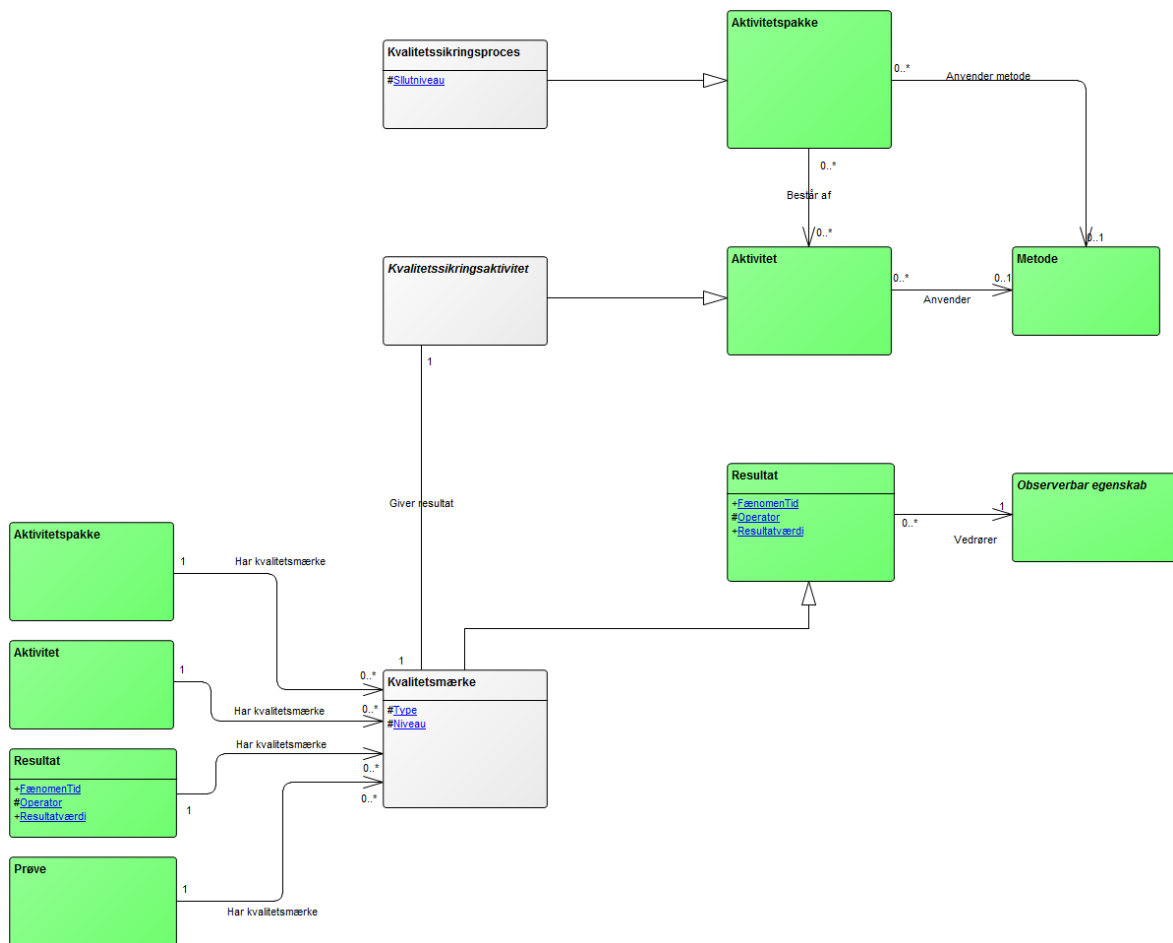 Aktivitetspakke
Kvalitetssikringsproces
#Sllutniveau
0..*
Anvender metode
0..*
Består af
0..*
0..1
Kvalitetssikringsaktivitet
Aktivitet
0..*
0..1
Anvender
Metode
1
Giver resultat
Resultat
+FænomenTid
#Operator
+Resultatværdi
0..*
1
Vedrører
Observerbar egenskab
Aktivitetspakke
1
Har kvalitetsmærke
0..*
Aktivitet
1
Har kvalitetsmærke
0..*
1
Kvalitetsmærke
#Type
#Niveau
Resultat
+FænomenTid
#Operator
+Resultatværdi
1
Har kvalitetsmærke
0..*
Prøve
1
Har kvalitetsmærke
0..*